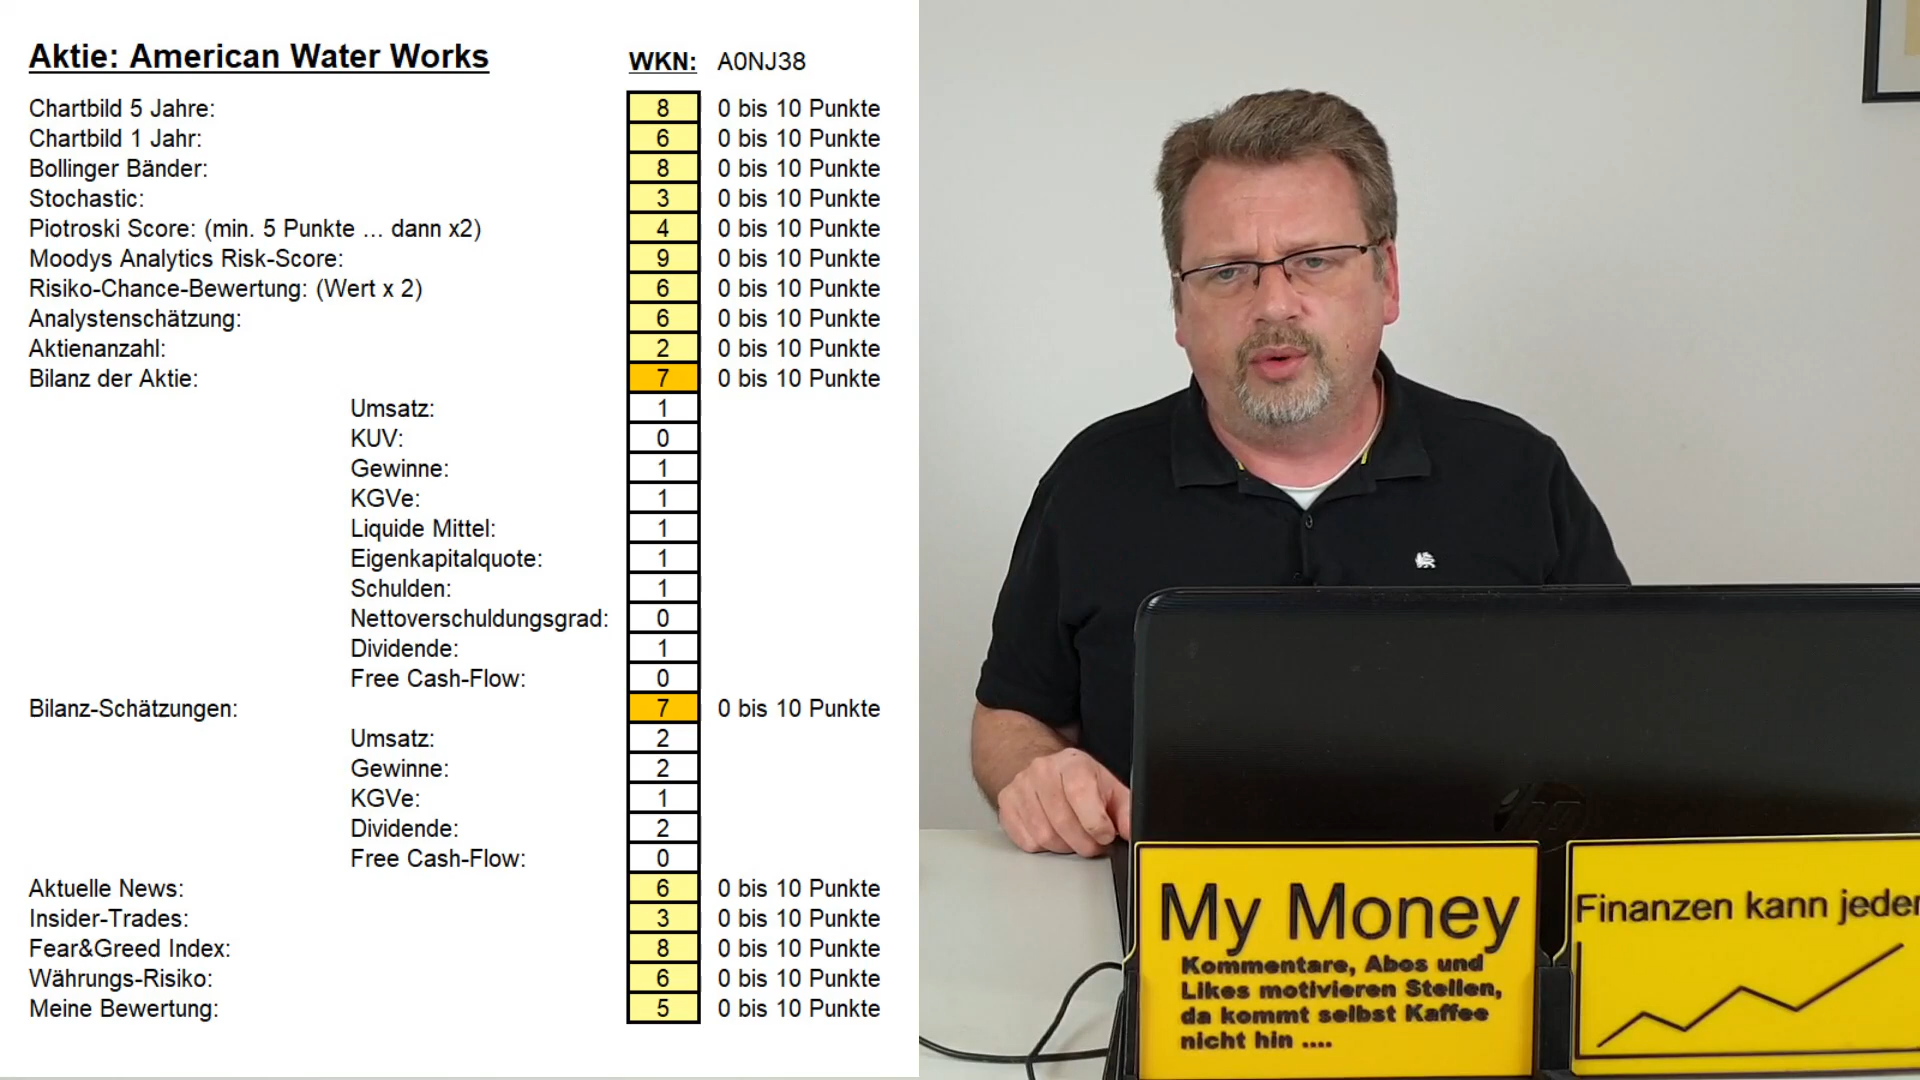 Aktie: American Water Works WKN: A0NJ38
Chartbild 5 Jahre: 8 0 bis 10 Punkte
Chartbild 1 Jahr: 6 0 bis 10 Punkte
Bollinger Bänder: 8 0 bis 10 Punkte
Stochastic: 3 0 bis 10 Punkte
Piotroski Score: (min. 5 Punkte ... dann x2) 4 0 bis 10 Punkte
Moodys Analytics Risk-Score: 9 0 bis 10 Punkte
Risiko-Chance-Bewertung: (Wert x 2) 6 0 bis 10 Punkte
Analystenschätzung: 6 0 bis 10 Punkte
Aktienanzahl: 2 0 bis 10 Punkte
Bilanz der Aktie: 7 0 bis 10 Punkte
Umsatz: 1
KUV: 0
Gewinne: 1
KGVe: 1
Liquide Mittel: 1
Eigenkapitalquote: 1
Schulden: 1
Nettoverschuldungsgrad: 0
Dividende: 1
Free Cash-Flow: 0
Bilanz-Schätzungen: 7 0 bis 10 Punkte
Umsatz: 2
Gewinne: 2
KGVe: 1
Dividende: 2
Free Cash-Flow: 0
Aktuelle News: 6 0 bis 10 Punkte
Insider-Trades: 3 0 bis 10 Punkte
Fear&Greed Index: 8 0 bis 10 Punkte
Währungs-Risiko: 6 0 bis 10 Punkte
Meine Bewertung: 5 0 bis 10 Punkte
hp
My Money
Kommentare, Abos und
Likes motivieren Stellen,
da kommt selbst Kaffee
nicht hin ....
Finanzen kann jeder